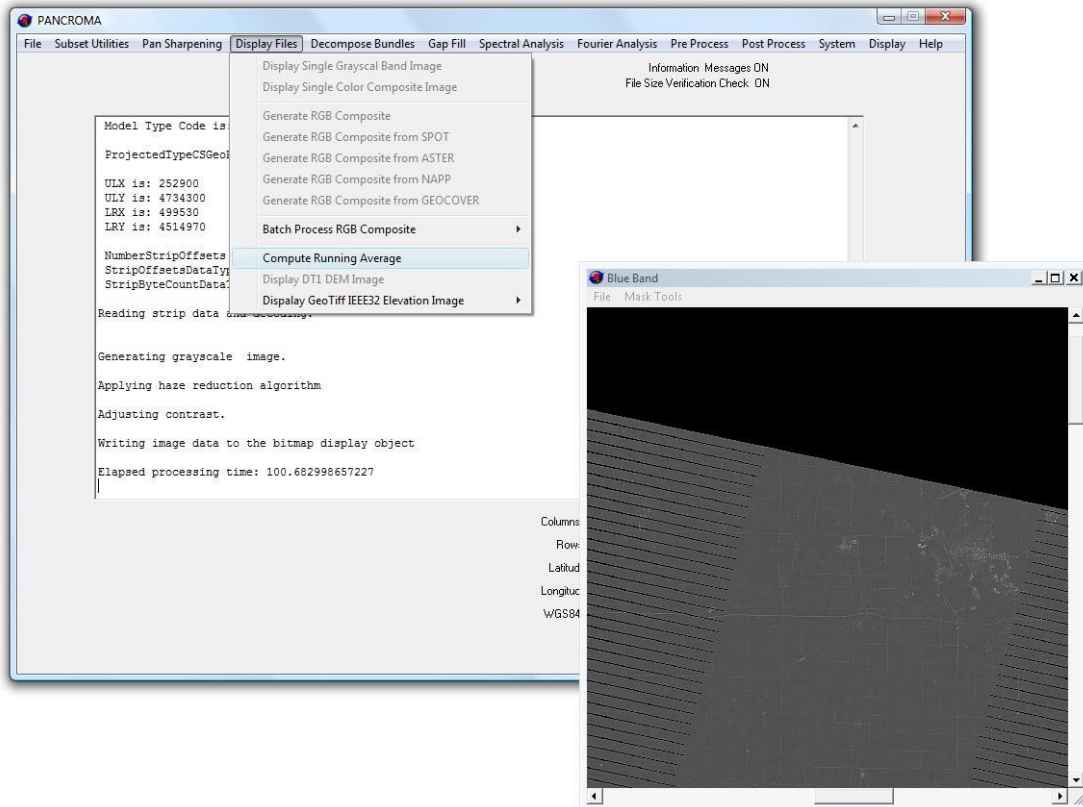 PANCROMA
File Subset Utilities Pan Sharpening Display Files Decompose Bundles Gap Fill Spectral Analysis Fourier Analysis Pre Process Post Process System Display Help
Information Messages ON
File Size Verification Check ON
Display Single Grayscal Band Image
Display Single Color Composite Image
Generate RGB Composite
Generate RGB Composite from SPOT
Generate RGB Composite from ASTER
Generate RGB Composite from NAPP
Generate RGB Composite from GEOCOVER
Batch Process RGB Composite
Compute Running Average
Display DT1 DEM Image
Dispalay GeoTiff IEEE32 Elevation Image
Model Type Code is
ULX is: 252900
ULY is: 4734300
LRX is: 499530
LRY is: 4514970
NumberStripOffsets
Reading strip data and decoding.
Generating grayscale image.
Applying haze reduction algorithm
Adjusting contrast.
Writing image data to the bitmap display object
Elapsed processing time: 100.682998657227
Columns
WGS84
Blue Band
File Mask Tools